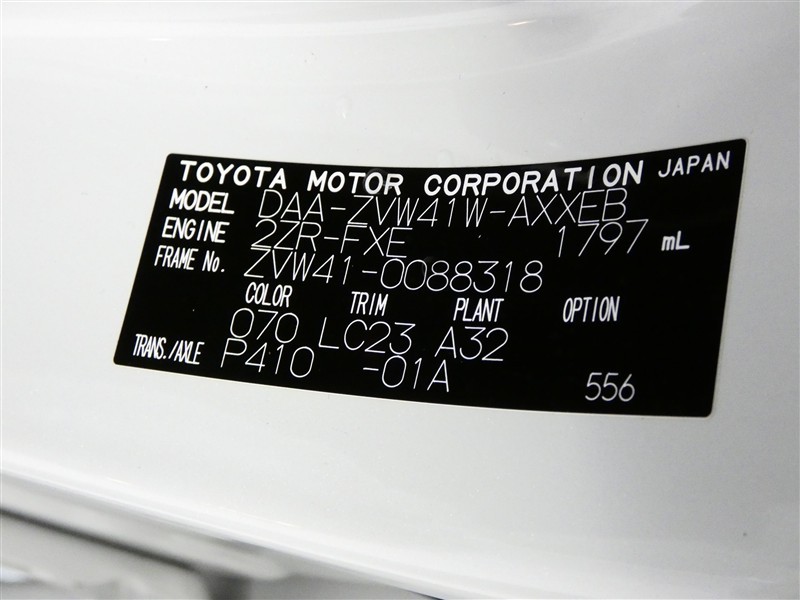 TOYOTA MOTOR CORPORATION JAPAN
MODEL DAA-ZVW41W-AXXEB
ENGINE 2ZR-FXE 1797 mL
FRAME No. ZVW41-0088318
COLOR TRIM PLANT OPTION
070 LC23 A32
TRANS./AXLE P410 -01A 556